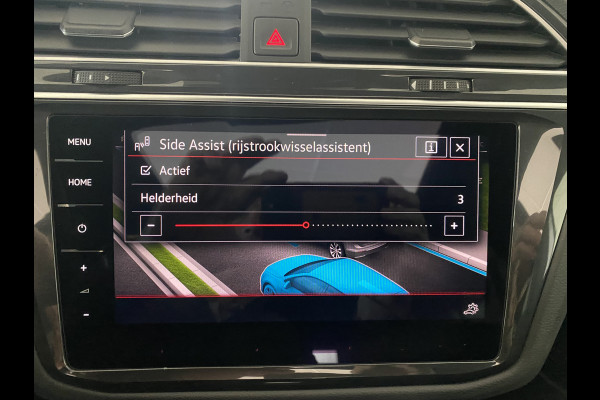 MENU
HOME
Side Assist (rijstrookwisselassistent)
Actief
Helderheid 3
- +
+
-